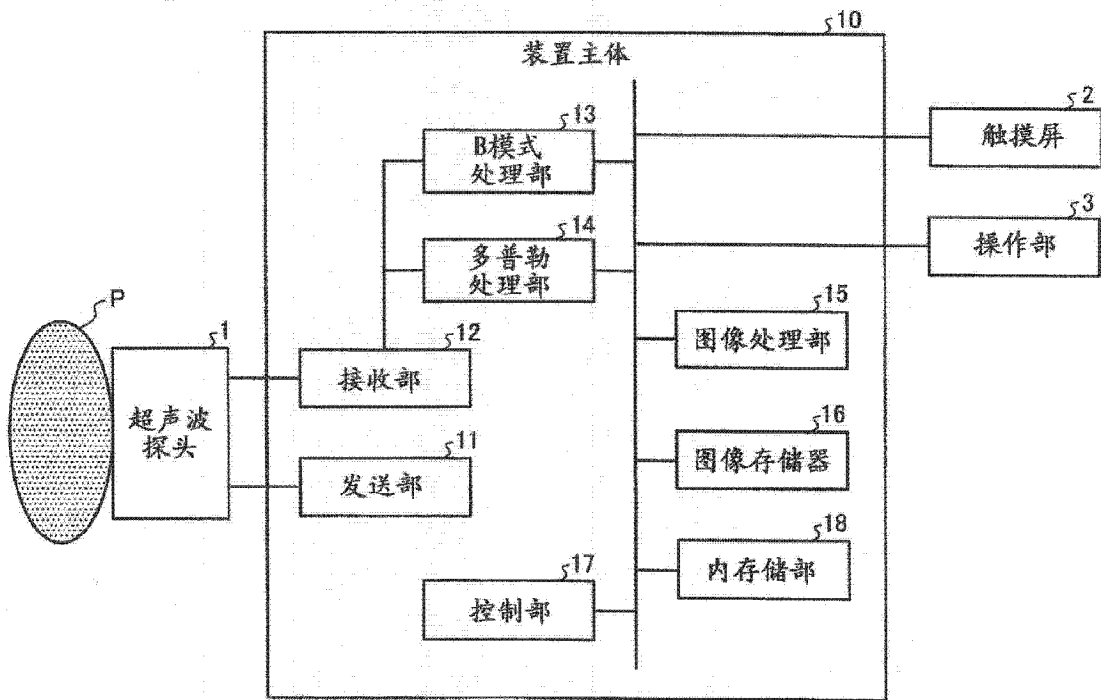 10
装置主体
2
触摸屏
13
B模式
处理部
3
操作部
14
多普勒
处理部
P
1
超声波
探头
12
接收部
15
图像处理部
11
发送部
16
图像存储器
18
内存储部
17
控制部